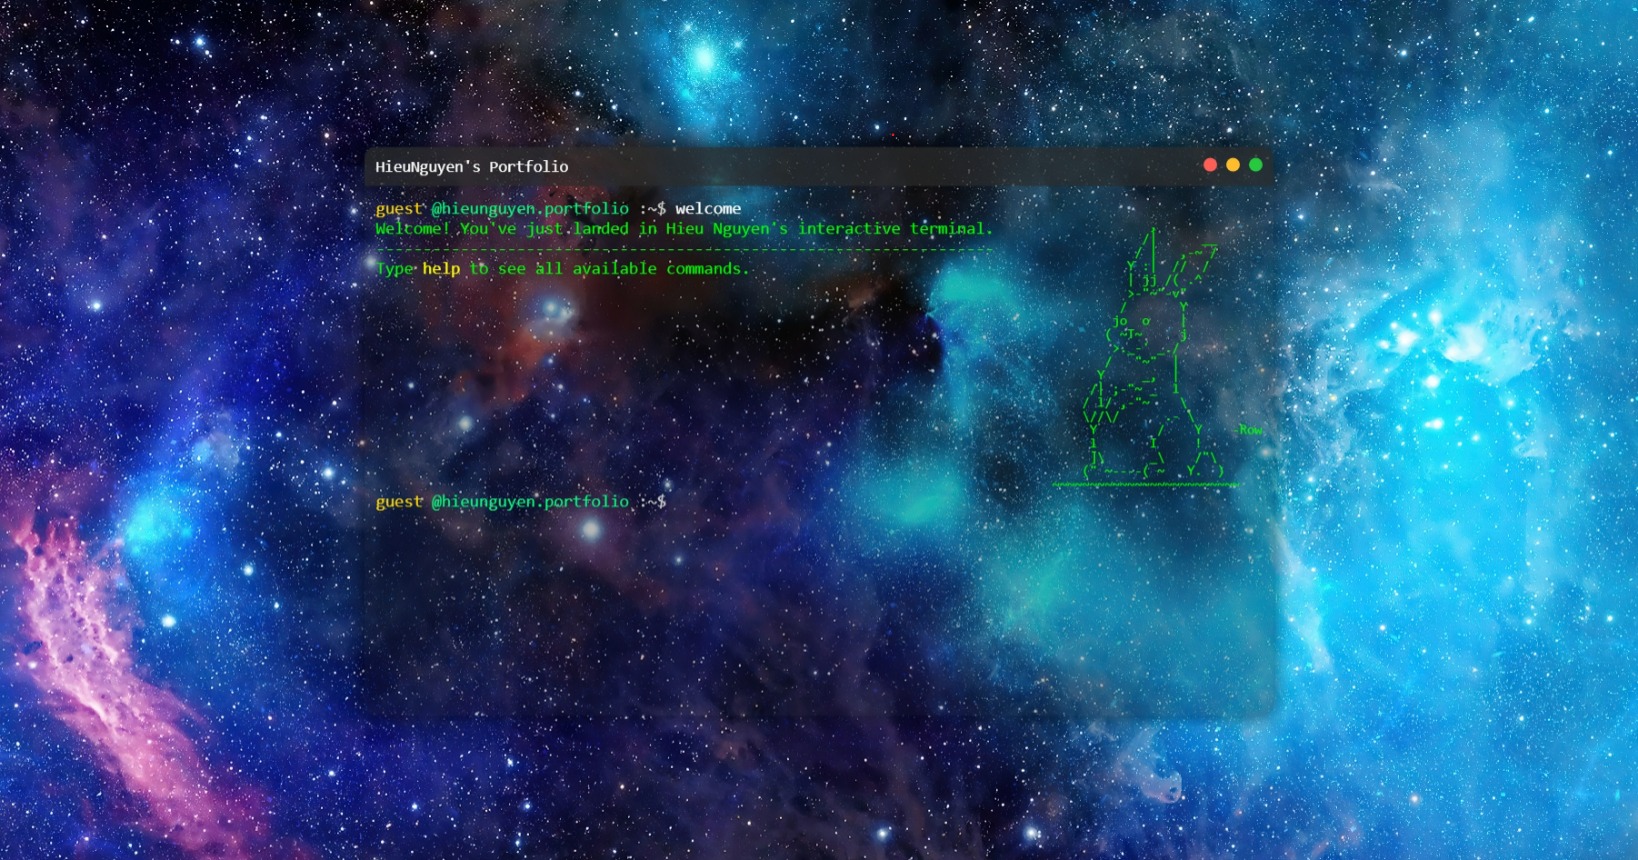 HieuNguyen's Portfolio
guest @hieunguyen.portfolio :~$ welcome
Welcome! You've just landed in Hieu Nguyen's interactive terminal.
------------------------------------------------------------------
Type help to see all available commands.
Row
guest @hieunguyen.portfolio :~$